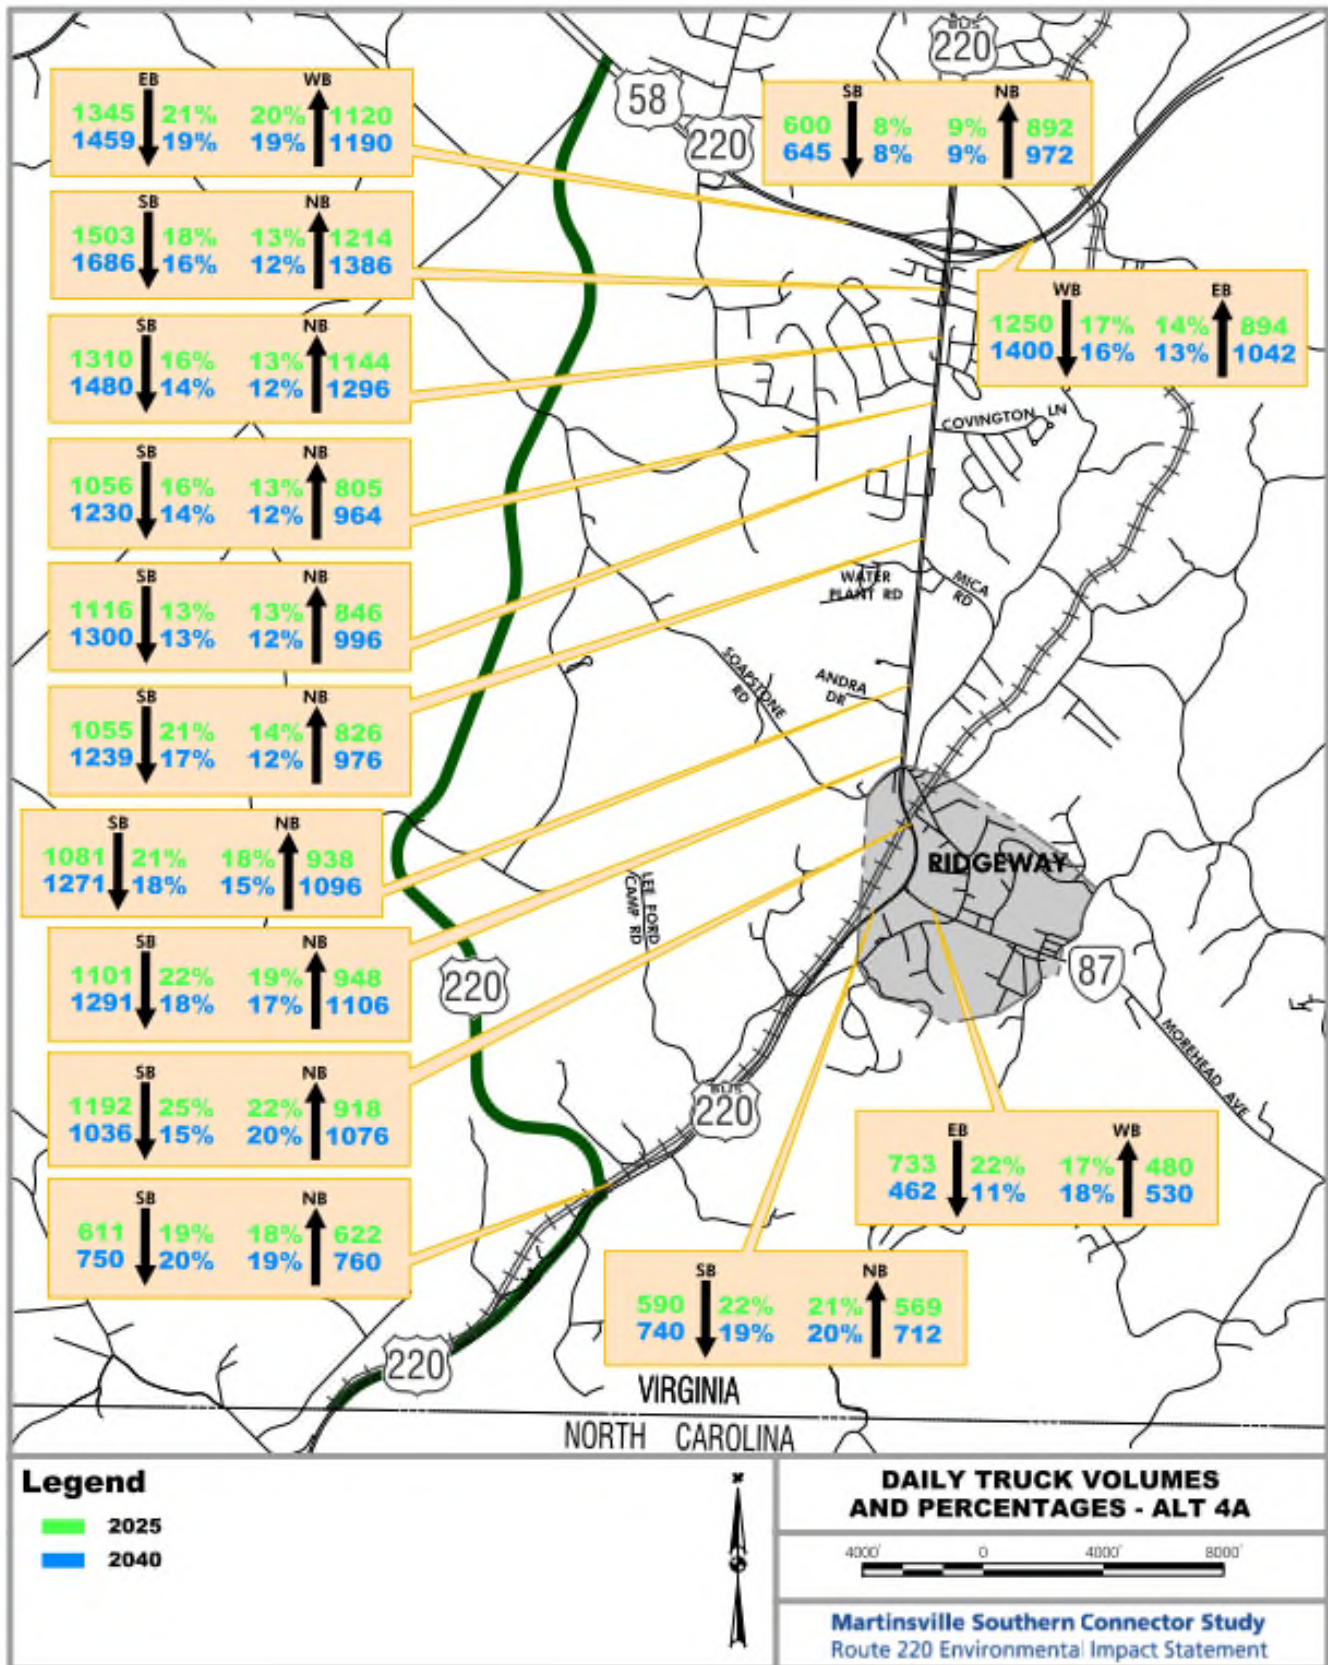 BUS
220
58
220
EB WB
1345 21% 20% 1120
1459 19% 19% 1190
SB NB
600 8% 9% 892
645 8% 9% 972
SB NB
1503 18% 13% 1214
1686 16% 12% 1386
WB EB
1250 17% 14% 894
1400 16% 13% 1042
SB NB
1310 16% 13% 1144
1480 14% 12% 1296
COVINGTON LN
SB NB
1056 16% 13% 805
1230 14% 12% 964
SB NB
1116 13% 13% 846
1300 13% 12% 996
WATER
PLANT RD
MICA
RD
SOAPSTONE
RD
ANDRA
DR
SB NB
1055 21% 14% 826
1239 17% 12% 976
SB NB
1081 21% 18% 938
1271 18% 15% 1096
RIDGEWAY
LEE FORD
CAMP RD
SB NB
1101 22% 19% 948
1291 18% 17% 1106
220
87
MOREHEAD AVE
SB NB
1192 25% 22% 918
1036 15% 20% 1076
BUS
220
EB WB
733 22% 17% 480
462 11% 18% 530
SB NB
611 19% 18% 622
750 20% 19% 760
SB NB
590 22% 21% 569
740 19% 20% 712
220
VIRGINIA
NORTH CAROLINA
Legend
2025
2040
DAILY TRUCK VOLUMES
AND PERCENTAGES - ALT 4A
4000' 0 4000' 8000'
Martinsville Southern Connector Study
Route 220 Environmental Impact Statement